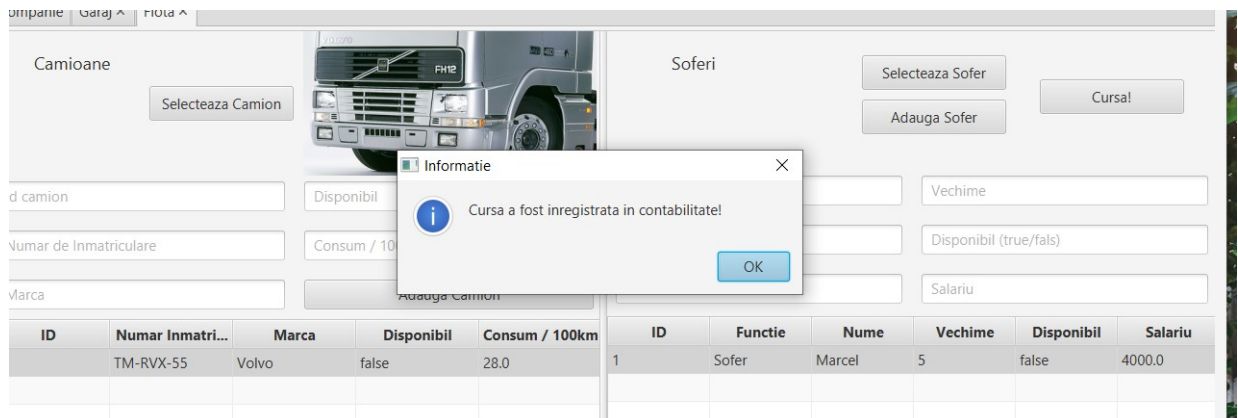 ompanie Garaj × Flota ×
Camioane
Selecteaza Camion
VOLVO
FH12
Soferi
Selecteaza Sofer
Adauga Sofer
Cursa!
Informatie
Cursa a fost inregistrata in contabilitate!
OK
d camion
Disponibil
Vechime
Numar de Inmatriculare
Consum / 10
Disponibil (true/fals)
Marca
Adauga Camion
Salariu
ID Numar Inmatri... Marca Disponibil Consum / 100km
TM-RVX-55 Volvo false 28.0
ID Functie Nume Vechime Disponibil Salariu
1 Sofer Marcel 5 false 4000.0